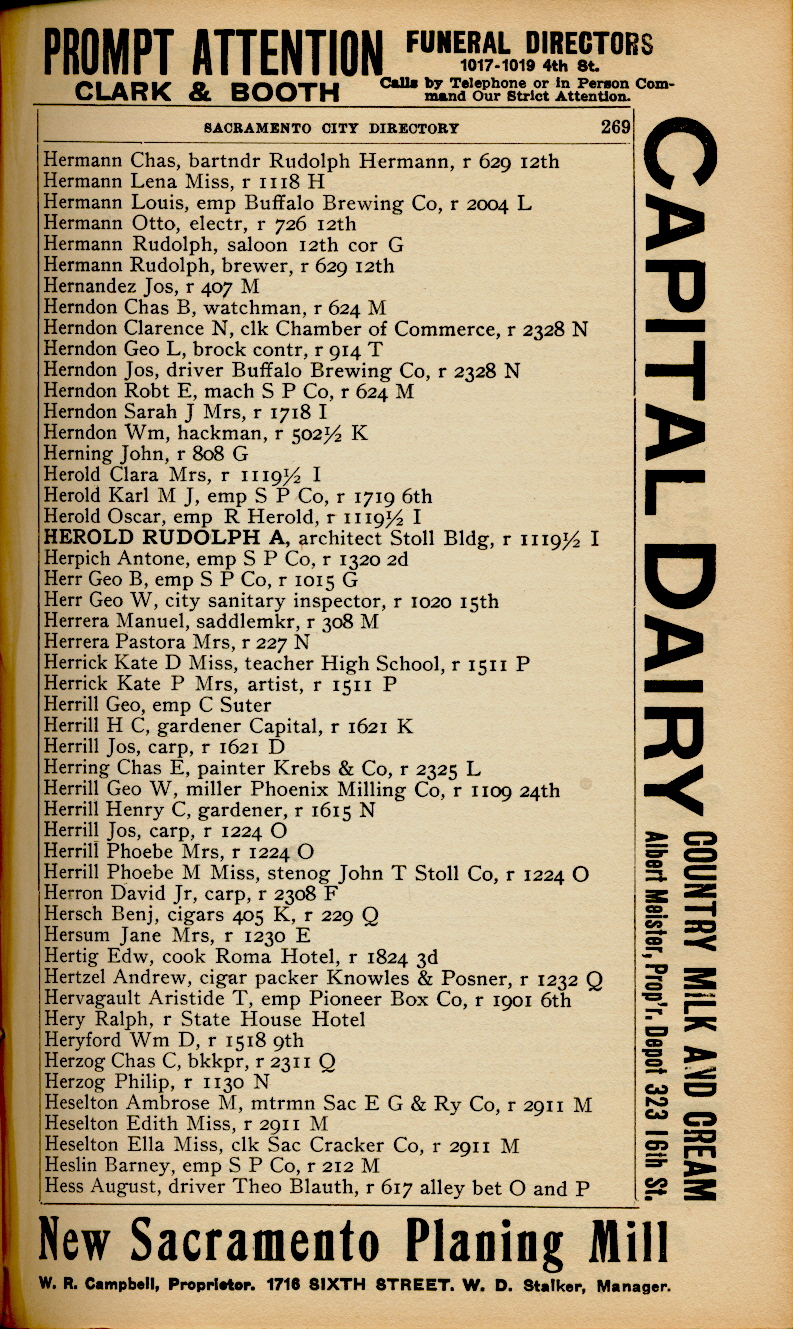 PROMPT ATTENTION
CLARK & BOOTH
FUNERAL DIRECTORS
1017-1019 4th St.
Calls by Telephone or in Person Com-
mand Our Strict Attention.
SACRAMENTO CITY DIRECTORY 269
Hermann Chas, bartndr Rudolph Hermann, r 629 12th
Hermann Lena Miss, r 1118 H
Hermann Louis, emp Buffalo Brewing Co, r 2004 L
Hermann Otto, electr, r 726 12th
Hermann Rudolph, saloon 12th cor G
Hermann Rudolph, brewer, r 629 12th
Hernandez Jos, r 407 M
Herndon Chas B, watchman, r 624 M
Herndon Clarence N, clk Chamber of Commerce, r 2328 N
Herndon Geo L, brock contr, r 914 T
Herndon Jos, driver Buffalo Brewing Co, r 2328 N
Herndon Robt E, mach S P Co, r 624 M
Herndon Sarah J Mrs, r 1718 I
Herndon Wm, hackman, r 502½ K
Herning John, r 808 G
Herold Clara Mrs, r 1119½ I
Herold Karl M J, emp S P Co, r 1719 6th
Herold Oscar, emp R Herold, r 1119½ I
HEROLD RUDOLPH A, architect Stoll Bldg, r 1119½ I
Herpich Antone, emp S P Co, r 1320 2d
Herr Geo B, emp S P Co, r 1015 G
Herr Geo W, city sanitary inspector, r 1020 15th
Herrera Manuel, saddlemkr, r 308 M
Herrera Pastora Mrs, r 227 N
Herrick Kate D Miss, teacher High School, r 1511 P
Herrick Kate P Mrs, artist, r 1511 P
Herrill Geo, emp C Suter
Herrill H C, gardener Capital, r 1621 K
Herrill Jos, carp, r 1621 D
Herring Chas E, painter Krebs & Co, r 2325 L
Herrill Geo W, miller Phoenix Milling Co, r 1109 24th
Herrill Henry C, gardener, r 1615 N
Herrill Jos, carp, r 1224 O
Herrill Phoebe Mrs, r 1224 O
Herrill Phoebe M Miss, stenog John T Stoll Co, r 1224 O
Herron David Jr, carp, r 2308 F
Hersch Benj, cigars 405 K, r 229 Q
Hersum Jane Mrs, r 1230 E
Hertig Edw, cook Roma Hotel, r 1824 3d
Hertzel Andrew, cigar packer Knowles & Posner, r 1232 Q
Hervagault Aristide T, emp Pioneer Box Co, r 1901 6th
Hery Ralph, r State House Hotel
Heryford Wm D, r 1518 9th
Herzog Chas C, bkkpr, r 2311 Q
Herzog Philip, r 1130 N
Heselton Ambrose M, mtrmn Sac E G & Ry Co, r 2911 M
Heselton Edith Miss, r 2911 M
Heselton Ella Miss, clk Sac Cracker Co, r 2911 M
Heslin Barney, emp S P Co, r 212 M
Hess August, driver Theo Blauth, r 617 alley bet O and P
CAPITAL DAIRY
COUNTRY MILK AND CREAM
Albert Meister, Prop'r. Depot 323 16th St.
New Sacramento Planing Mill
W. R. Campbell, Proprietor. 1716 SIXTH STREET. W. D. Stalker, Manager.